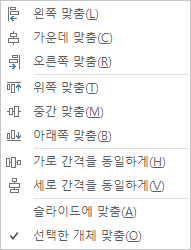 왼쪽 맞춤(L)
가운데 맞춤(C)
오른쪽 맞춤(R)
위쪽 맞춤(T)
중간 맞춤(M)
아래쪽 맞춤(B)
가로 간격을 동일하게(H)
세로 간격을 동일하게(V)
슬라이드에 맞춤(A)
선택한 개체 맞춤(O)